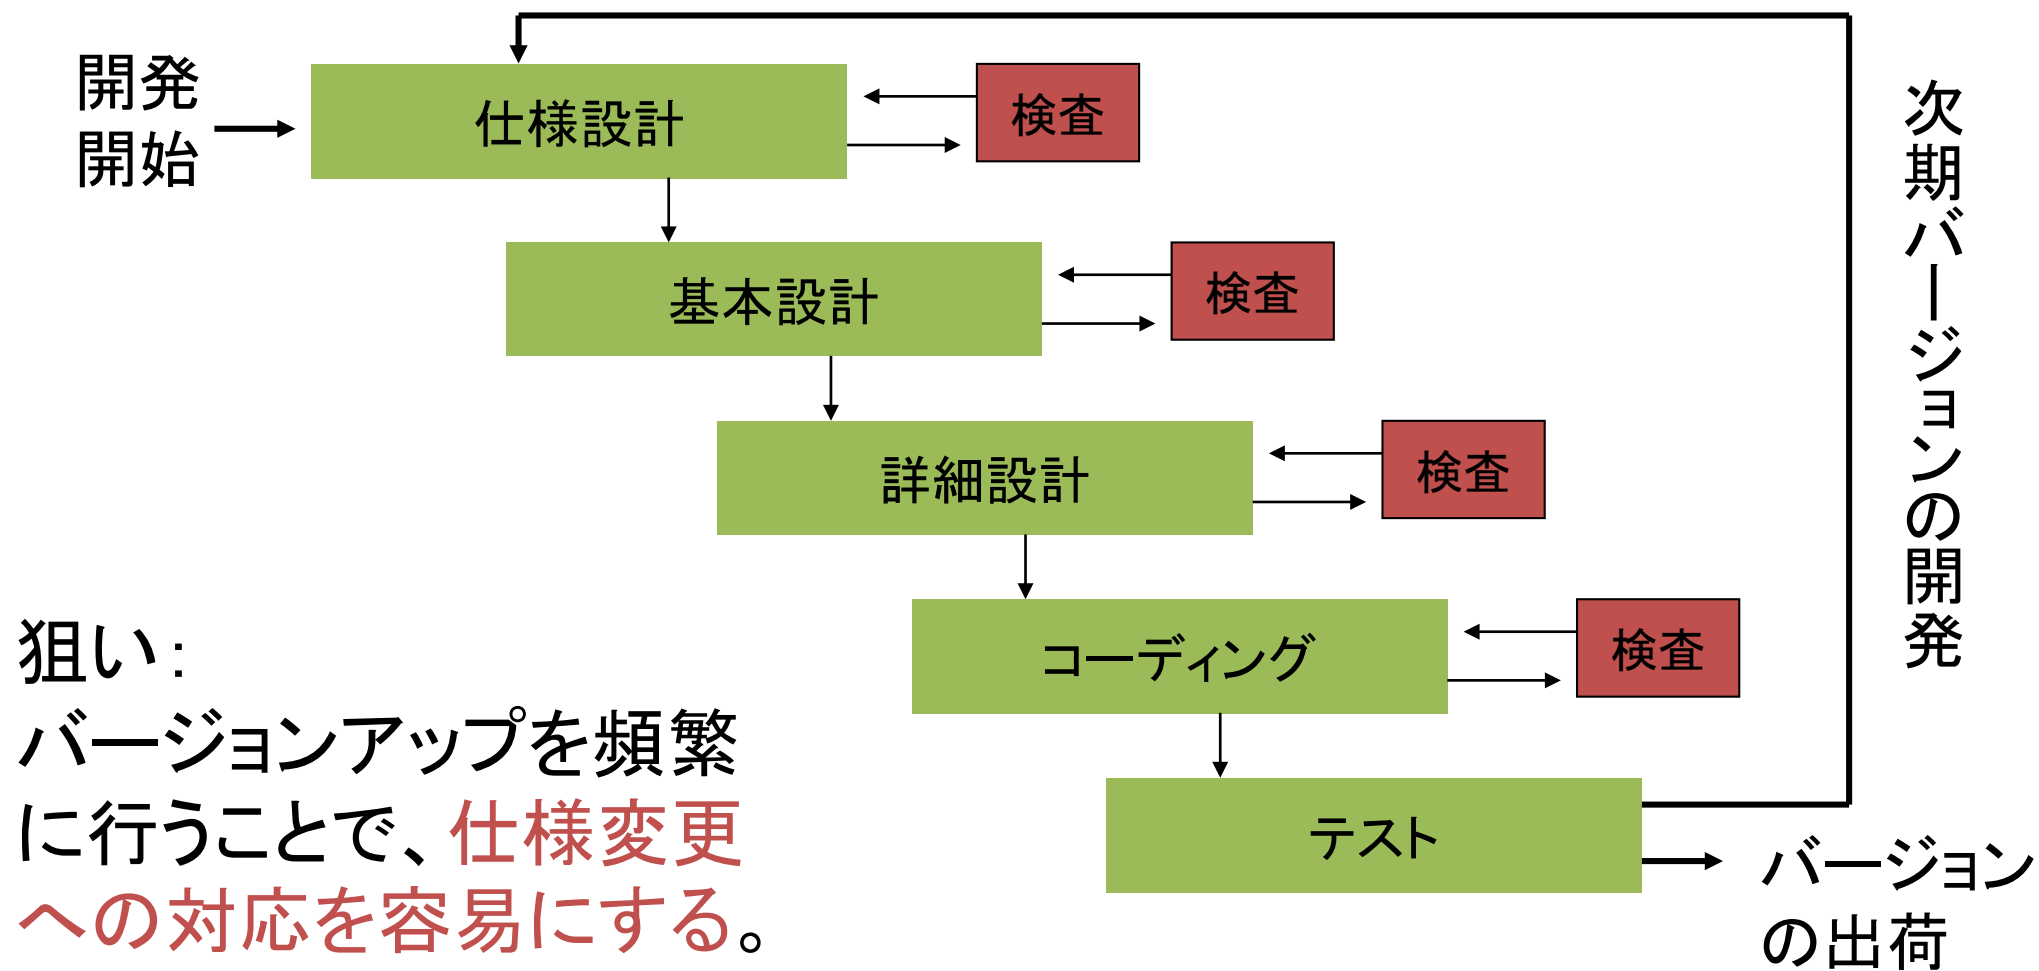 開発
開始
仕様設計
検査
基本設計
検査
詳細設計
検査
コーディング
検査
テスト
次期バージョンの開発
バージョン
の出荷
狙い：
バージョンアップを頻繁
に行うことで、仕様変更
への対応を容易にする。